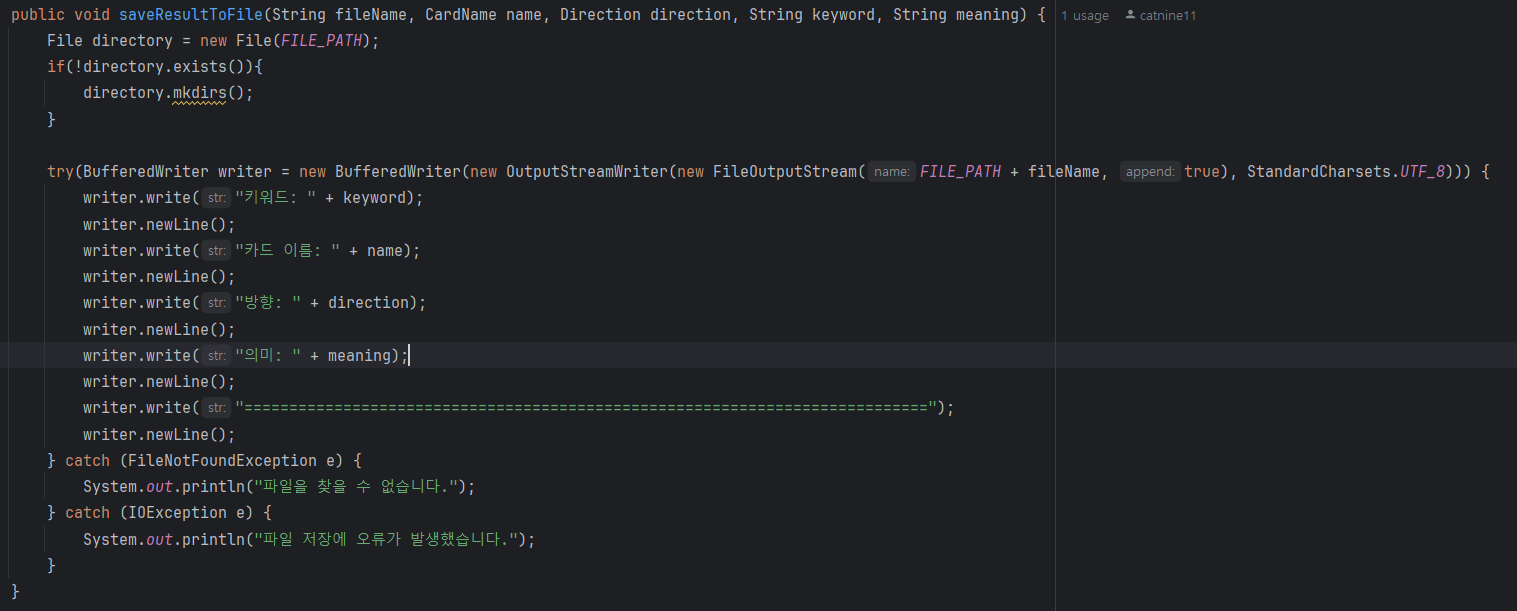 public void saveResultToFile(String fileName, CardName name, Direction direction, String keyword, String meaning) { 1 usage catnine11
    File directory = new File(FILE_PATH);
    if(!directory.exists()){
        directory.mkdirs();
    }

    try(BufferedWriter writer = new BufferedWriter(new OutputStreamWriter(new FileOutputStream( name: FILE_PATH + fileName, append: true), StandardCharsets.UTF_8))) {
        writer.write( str: "키워드: " + keyword);
        writer.newLine();
        writer.write( str: "카드 이름: " + name);
        writer.newLine();
        writer.write( str: "방향: " + direction);
        writer.newLine();
        writer.write( str: "의미: " + meaning);
        writer.newLine();
        writer.write( str: "============================================================================");
        writer.newLine();
    } catch (FileNotFoundException e) {
        System.out.println("파일을 찾을 수 없습니다.");
    } catch (IOException e) {
        System.out.println("파일 저장에 오류가 발생했습니다.");
    }
}